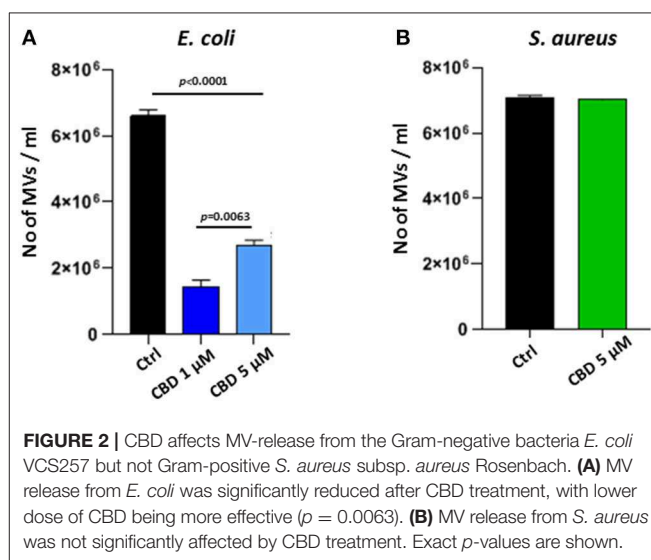 A
E. coli
8×10⁶
6×10⁶
4×10⁶
2×10⁶
0
No of MVs / ml
p<0.0001
p=0.0063
Ctrl
CBD 1 µM
CBD 5 µM
B
S. aureus
8×10⁶
6×10⁶
4×10⁶
2×10⁶
0
No of MVs / ml
Ctrl
CBD 5 µM
FIGURE 2 | CBD affects MV-release from the Gram-negative bacteria E. coli
VCS257 but not Gram-positive S. aureus subsp. aureus Rosenbach. (A) MV
release from E. coli was significantly reduced after CBD treatment, with lower
dose of CBD being more effective (p = 0.0063). (B) MV release from S. aureus
was not significantly affected by CBD treatment. Exact p-values are shown.